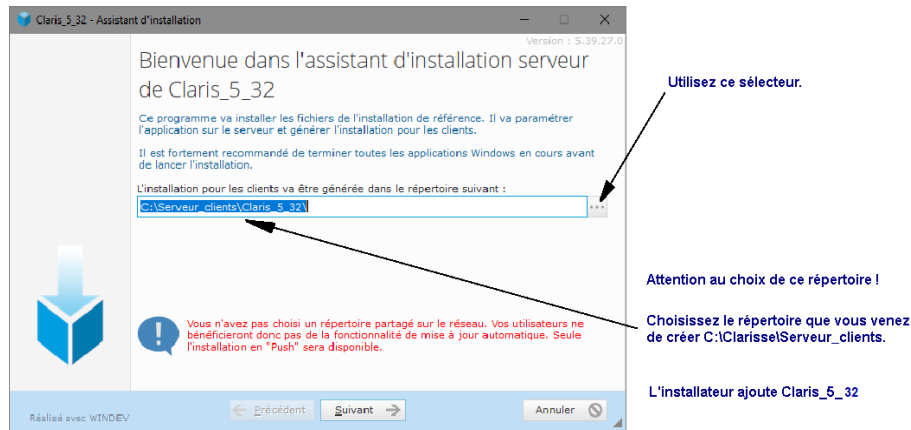 Claris_5_32 - Assistant d'installation
Version : 5.39.27.0
Bienvenue dans l'assistant d'installation serveur
de Claris_5_32
Utilisez ce sélecteur.
Ce programme va installer les fichiers de l'installation de référence. Il va paramétrer
l'application sur le serveur et générer l'installation pour les clients.
Il est fortement recommandé de terminer toutes les applications Windows en cours avant
de lancer l'installation.
L'installation pour les clients va être générée dans le répertoire suivant :
C:\Serveur_clients\Claris_5_32\
...
Attention au choix de ce répertoire !
Choisissez le répertoire que vous venez
de créer C:\Clarisse\Serveur_clients.
Vous n'avez pas choisi un répertoire partagé sur le réseau. Vos utilisateurs ne
bénéficieront donc pas de la fonctionnalité de mise à jour automatique. Seule
l'installation en "Push" sera disponible.
L'installateur ajoute Claris_5_32
Réalisé avec WINDEV
Précédent
Suivant
Annuler